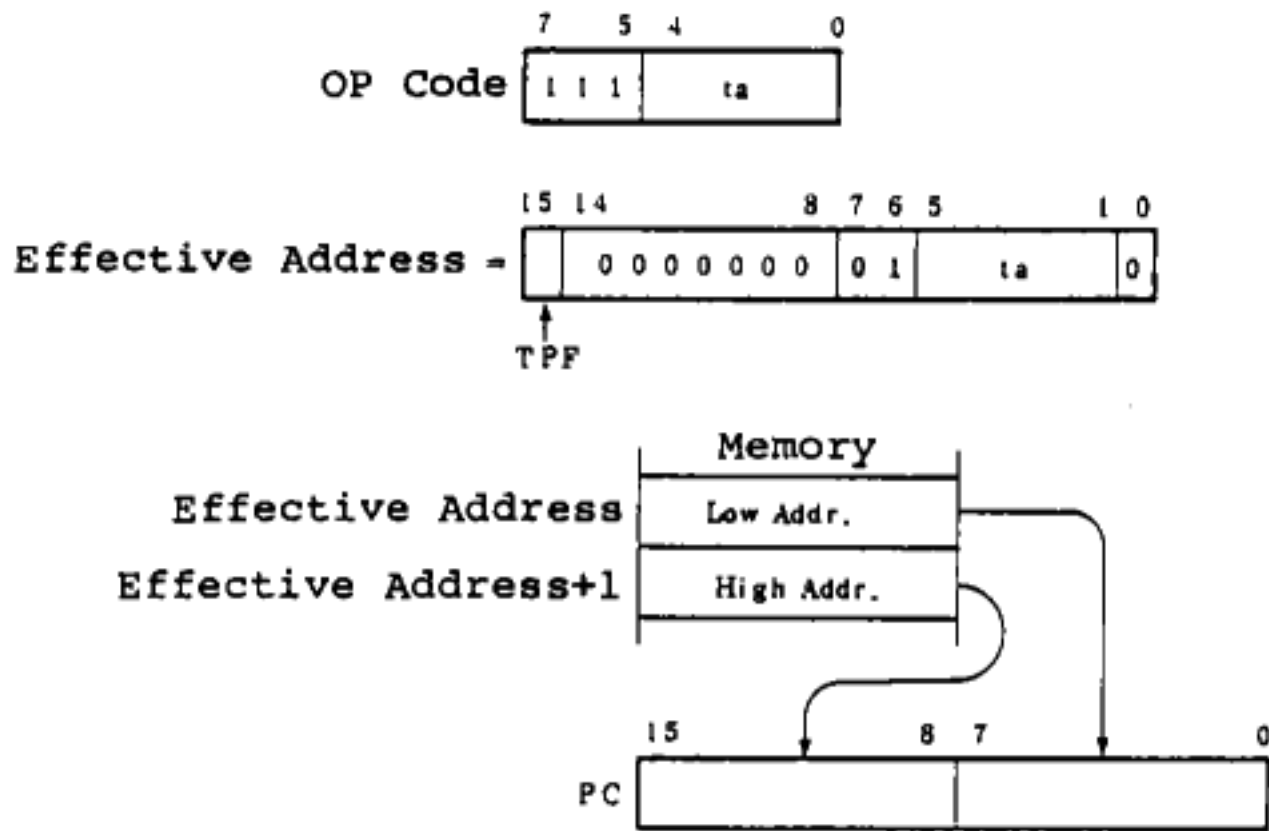 7 5 4 0
OP Code 1 1 1 ta
15 14 8 7 6 5 1 0
Effective Address = 0 0 0 0 0 0 0 0 1 ta 0
TPF
Memory
Effective Address Low Addr.
Effective Address+1 High Addr.
15 8 7 0
PC